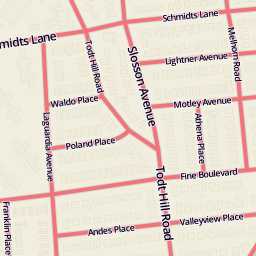 Schmidts Lane
midts Lane
Todt Hill Road
Slosson Avenue
Lightner Avenue
Melhorn Road
Waldo Place
Motley Avenue
Laguardia Avenue
Athena Place
Poland Place
Fine Boulevard
Todt Hill Road
Franklin Place
Valleyview Place
Andes Place